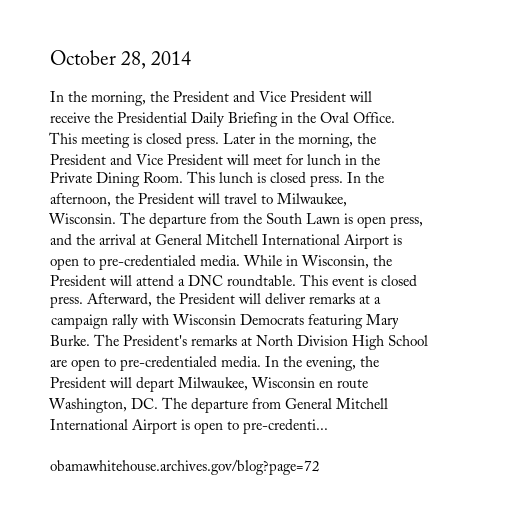 October 28, 2014
In the morning, the President and Vice President will
receive the Presidential Daily Briefing in the Oval Office.
This meeting is closed press. Later in the morning, the
President and Vice President will meet for lunch in the
Private Dining Room. This lunch is closed press. In the
afternoon, the President will travel to Milwaukee,
Wisconsin. The departure from the South Lawn is open press,
and the arrival at General Mitchell International Airport is
open to pre-credentialed media. While in Wisconsin, the
President will attend a DNC roundtable. This event is closed
press. Afterward, the President will deliver remarks at a
campaign rally with Wisconsin Democrats featuring Mary
Burke. The President's remarks at North Division High School
are open to pre-credentialed media. In the evening, the
President will depart Milwaukee, Wisconsin en route
Washington, DC. The departure from General Mitchell
International Airport is open to pre-credenti...
obamawhitehouse.archives.gov/blog?page=72